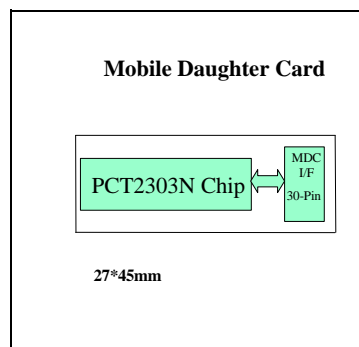 Mobile Daughter Card
PCT2303N Chip
MDC
I/F
30-Pin
27*45mm